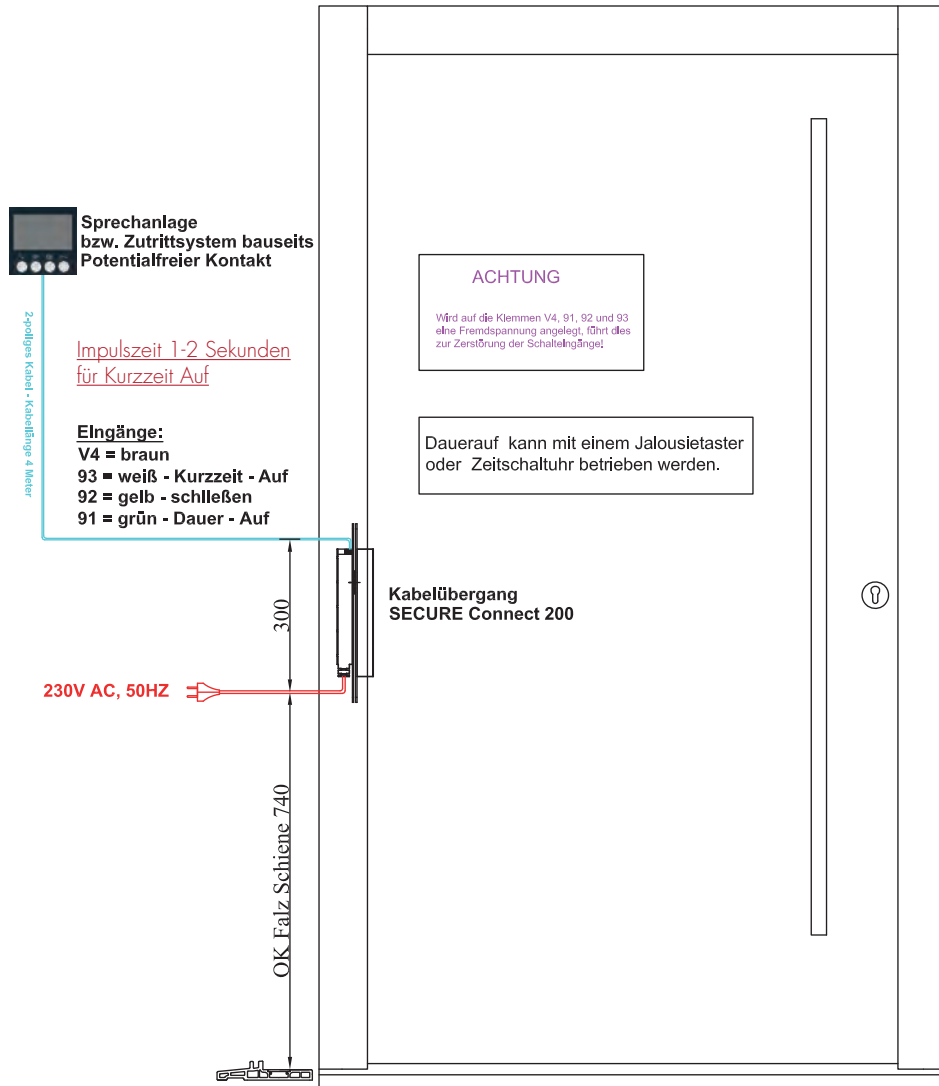 Sprechanlage
bzw. Zutrittsystem bauseits
Potentialfreier Kontakt
2-poliges Kabel - Kabellänge 4 Meter
Impulszeit 1-2 Sekunden
für Kurzzeit Auf
Eingänge:
V4 = braun
93 = weiß - Kurzzeit - Auf
92 = gelb - schließen
91 = grün - Dauer - Auf
ACHTUNG
Wird auf die Klemmen V4, 91, 92 und 93
eine Fremdspannung angelegt, führt dies
zur Zerstörung der Schalteingänge!
Dauerauf kann mit einem Jalousietaster
oder Zeitschaltuhr betrieben werden.
Kabelübergang
SECURE Connect 200
300
230V AC, 50HZ
OK Falz Schiene 740